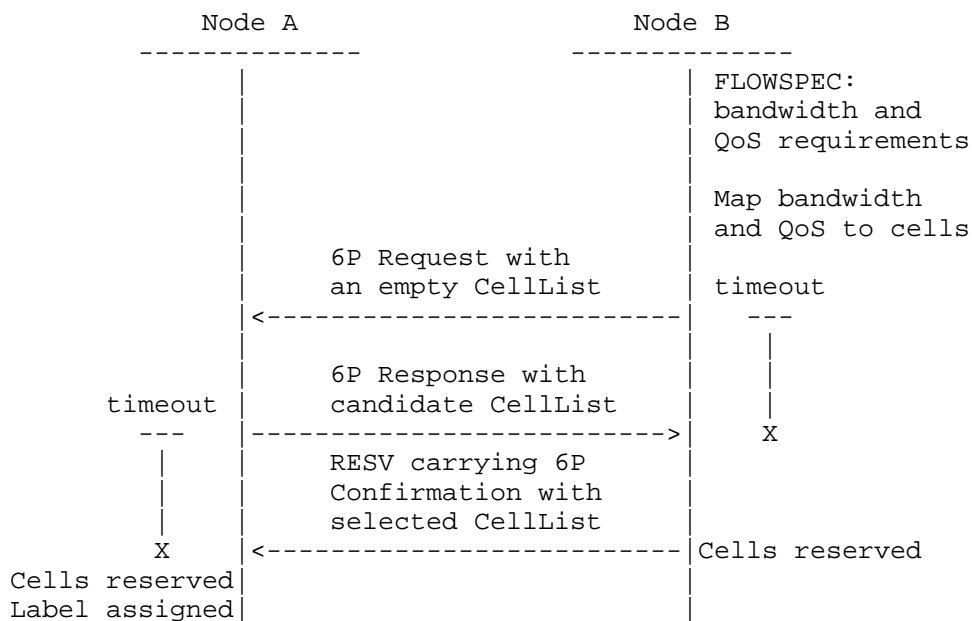 Node A Node B
FLOWSPEC:
bandwidth and
QoS requirements
Map bandwidth
and QoS to cells
6P Request with
an empty CellList timeout
6P Response with
timeout candidate CellList
X
RESV carrying 6P
Confirmation with
selected CellList
X Cells reserved
Cells reserved
Label assigned